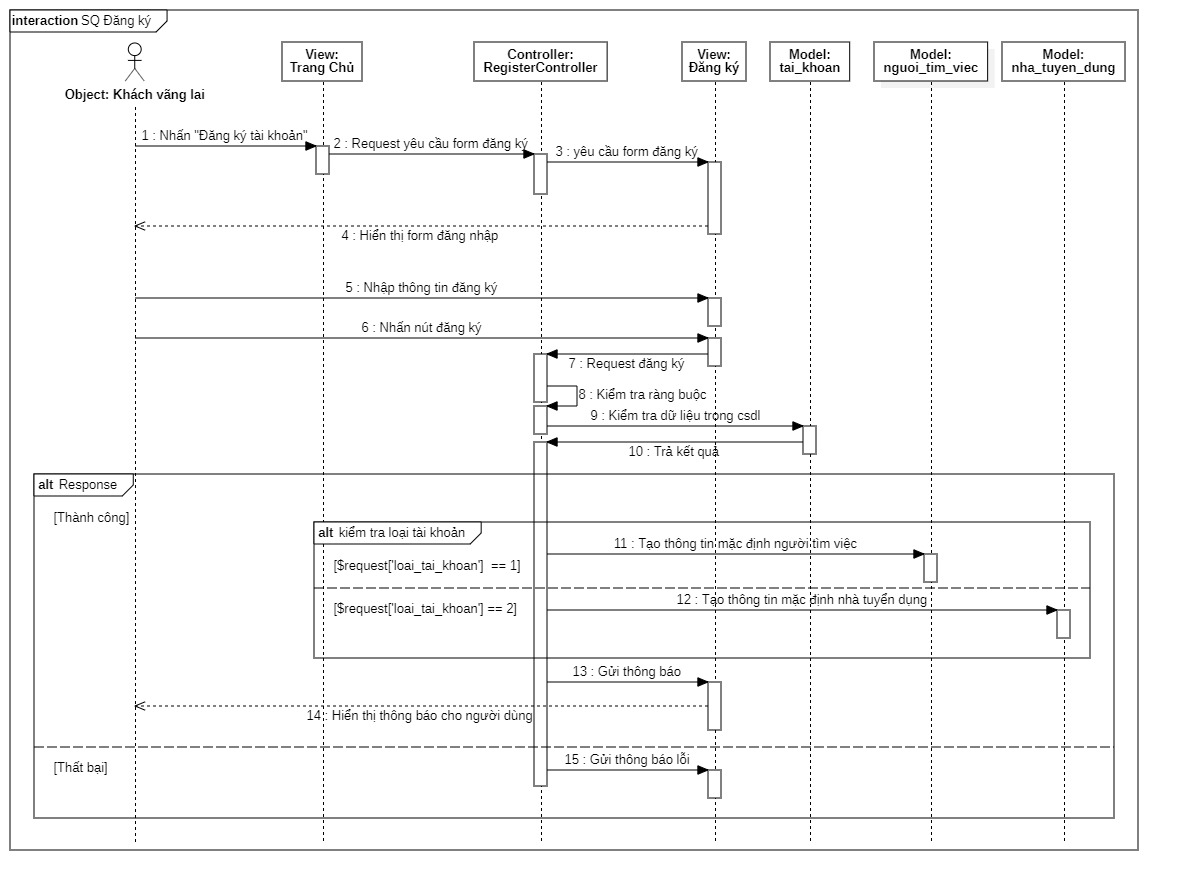 interaction SQ Đăng ký
View:
Trang Chủ
Controller:
RegisterController
View:
Đăng ký
Model:
tai_khoan
Model:
nguoi_tim_viec
Model:
nha_tuyen_dung
Object: Khách vãng lai
1 : Nhấn "Đăng ký tài khoản"
2 : Request yêu cầu form đăng ký
3 : yêu cầu form đăng ký
4 : Hiển thị form đăng nhập
5 : Nhập thông tin đăng ký
6 : Nhấn nút đăng ký
7 : Request đăng ký
8 : Kiểm tra ràng buộc
9 : Kiểm tra dữ liệu trong csdl
10 : Trả kết quả
alt Response
[Thành công]
alt kiểm tra loại tài khoản
11 : Tạo thông tin mặc định người tìm việc
[$request['loai_tai_khoan'] == 1]
12 : Tạo thông tin mặc định nhà tuyển dụng
[$request['loai_tai_khoan'] == 2]
13 : Gửi thông báo
14 : Hiển thị thông báo cho người dùng
15 : Gửi thông báo lỗi
[Thất bại]